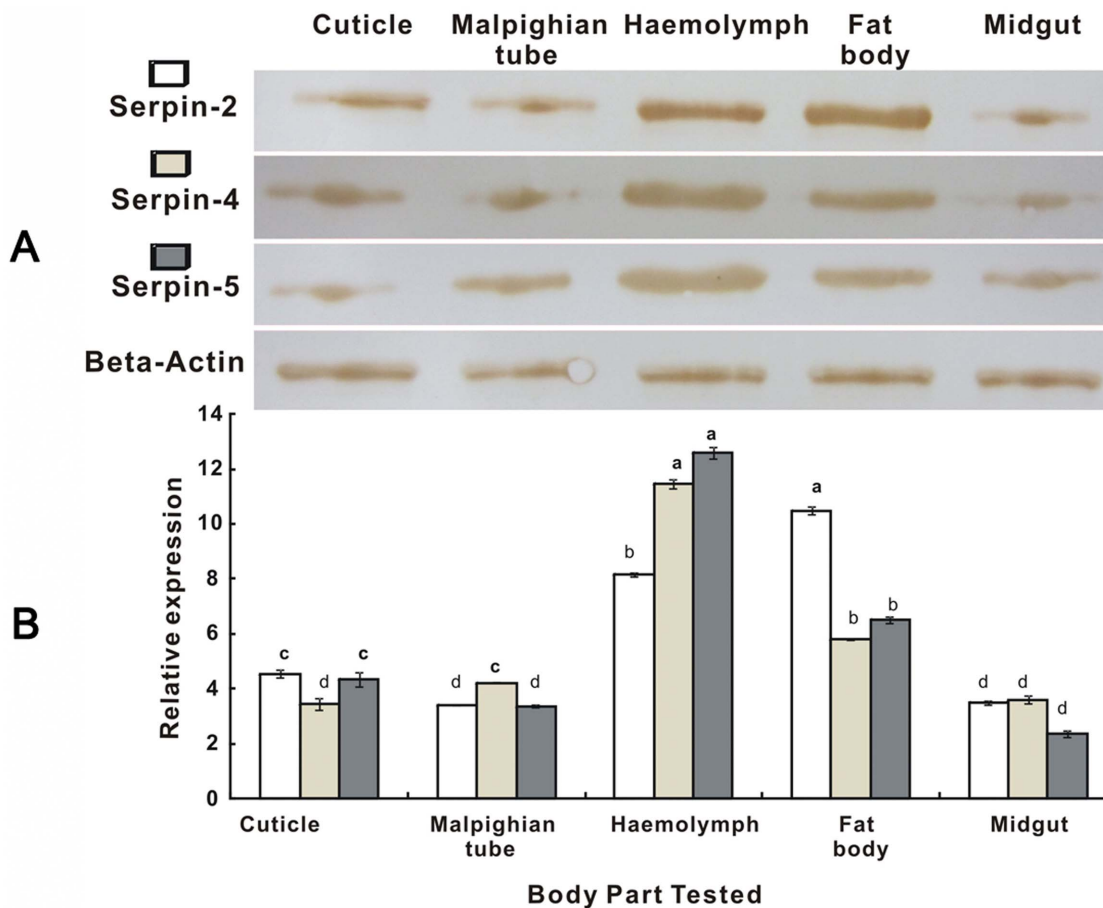 Cuticle Malpighian Haemolymph Fat Midgut
tube body
Serpin-2
Serpin-4
A
Serpin-5
Beta-Actin
14
12
10
8
6
4
2
0
Relative expression
B
c d c
d c d
b a a
a b b
d d d
Cuticle Malpighian Haemolymph Fat Midgut
tube body
Body Part Tested